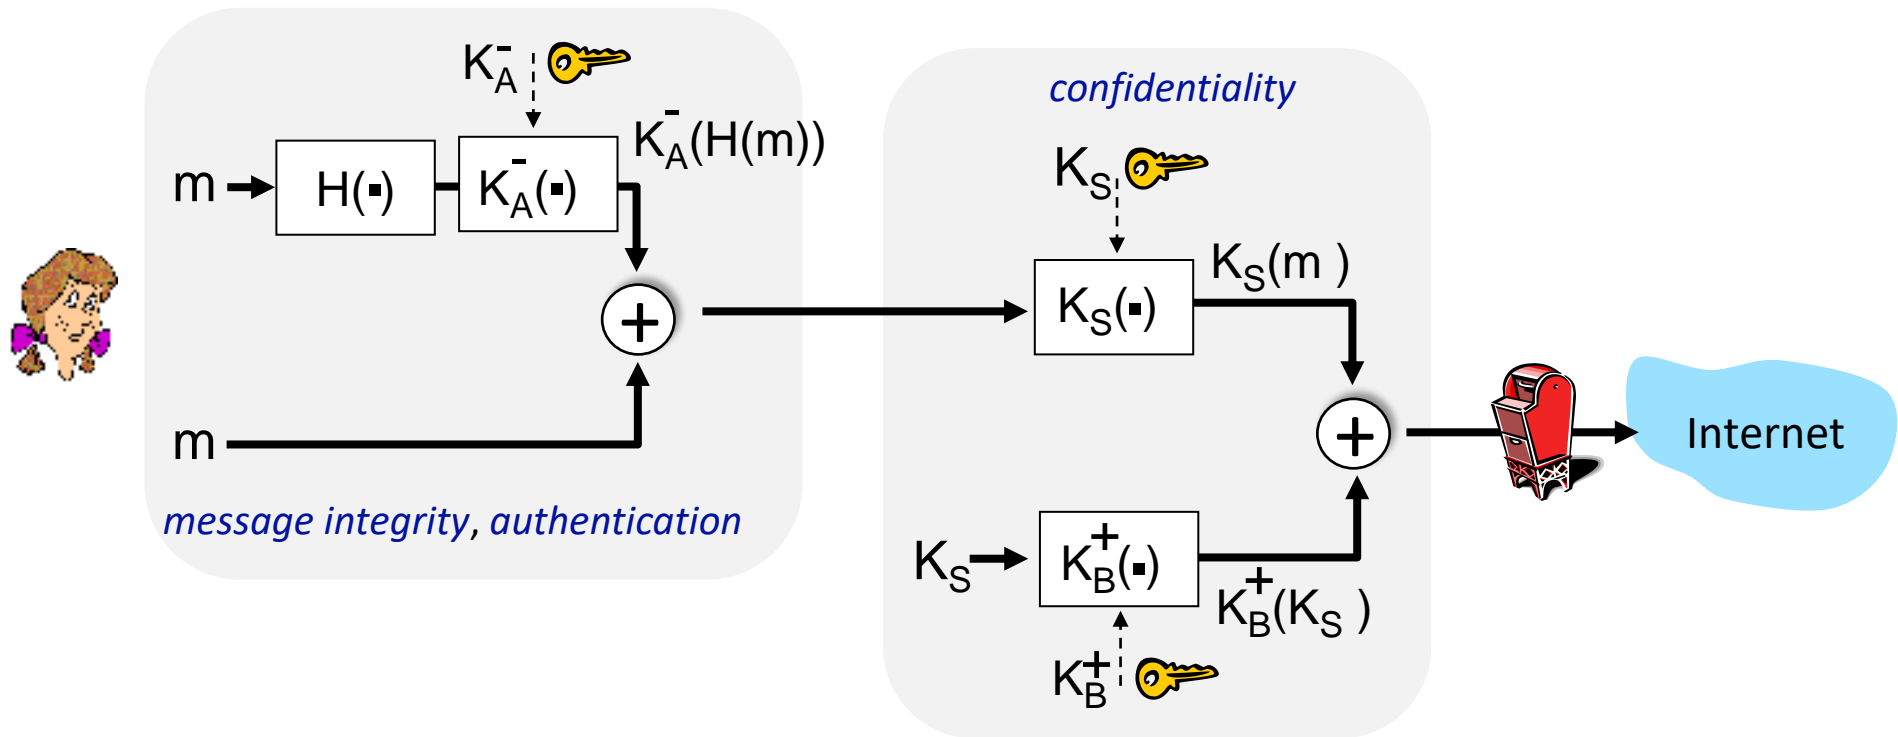 K_A^-
K_A^-(H(m))
m
H(▪)
K_A^-(▪)
+
m
message integrity, authentication
confidentiality
K_S
K_S(m )
K_S(▪)
+
Internet
K_S
K_B^+(▪)
K_B^+(K_S )
K_B^+